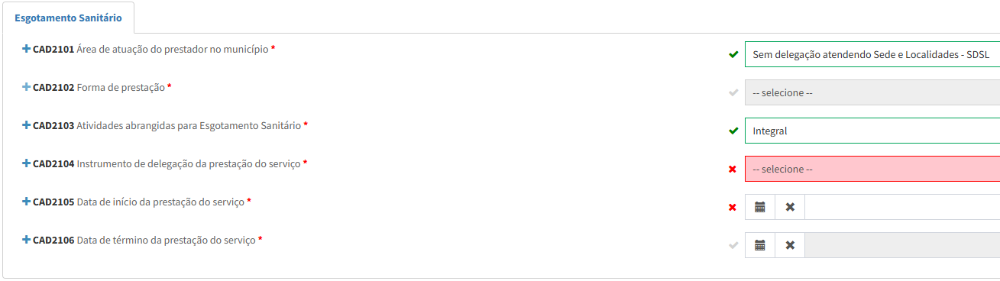 Esgotamento Sanitário
CAD2101 Área de atuação do prestador no município *
Sem delegação atendendo Sede e Localidades - SDSL
CAD2102 Forma de prestação *
-- selecione --
CAD2103 Atividades abrangidas para Esgotamento Sanitário *
Integral
CAD2104 Instrumento de delegação da prestação do serviço *
-- selecione --
CAD2105 Data de início da prestação do serviço *
CAD2106 Data de término da prestação do serviço *